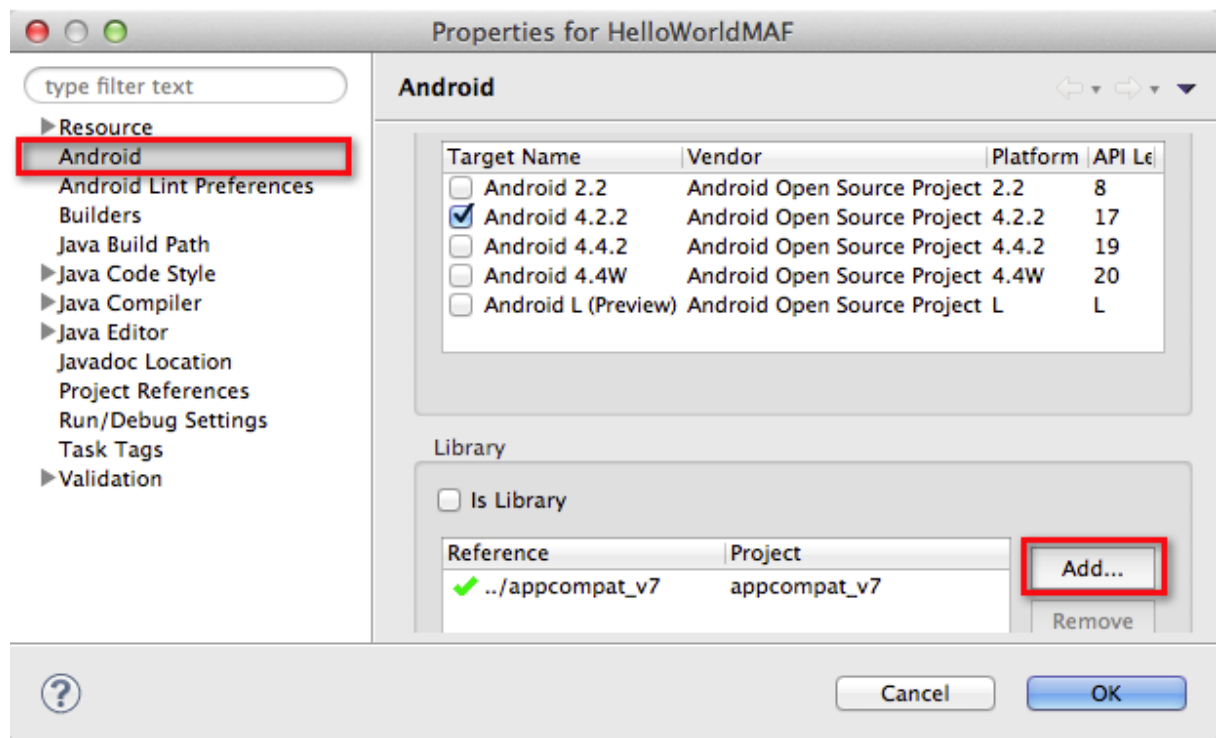 Properties for HelloWorldMAF
type filter text
Resource
Android
Android Lint Preferences
Builders
Java Build Path
Java Code Style
Java Compiler
Java Editor
Javadoc Location
Project References
Run/Debug Settings
Task Tags
Validation
Android
Target Name Vendor Platform API Le
Android 2.2 Android Open Source Project 2.2 8
Android 4.2.2 Android Open Source Project 4.2.2 17
Android 4.4.2 Android Open Source Project 4.4.2 19
Android 4.4W Android Open Source Project 4.4W 20
Android L (Preview) Android Open Source Project L L
Library
Is Library
Reference Project
../appcompat_v7 appcompat_v7
Add...
Remove
?
Cancel OK